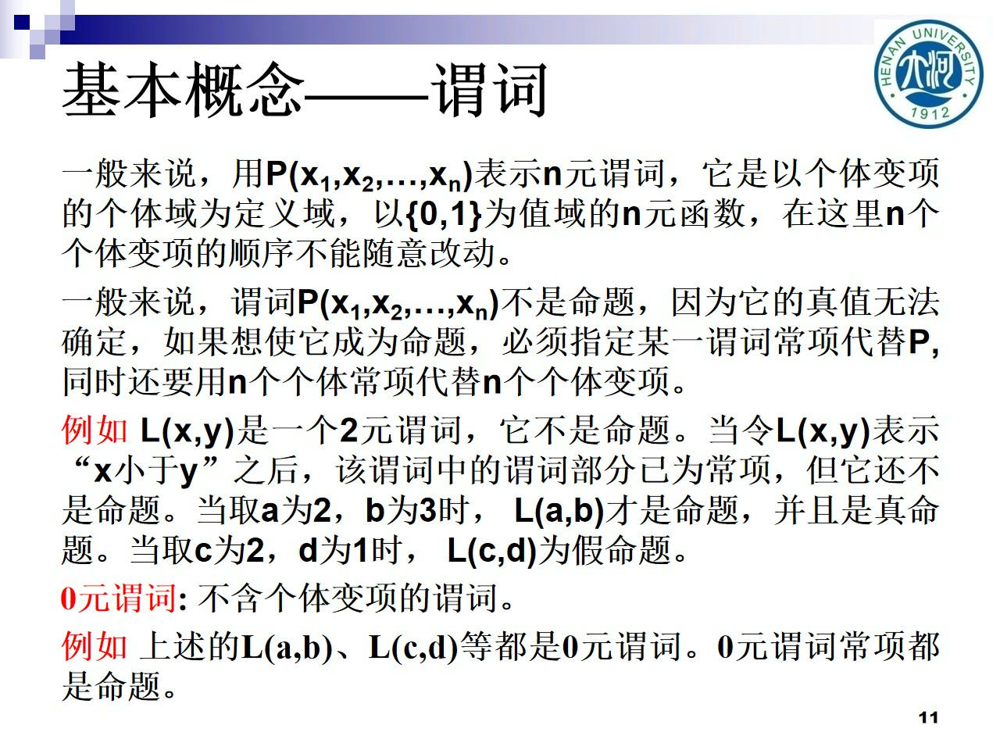 HENAN UNIVERSITY
1912
基本概念——谓词
一般来说，用P(x1,x2,…,xn)表示n元谓词，它是以个体变项
的个体域为定义域，以{0,1}为值域的n元函数，在这里n个
个体变项的顺序不能随意改动。
一般来说，谓词P(x1,x2,…,xn)不是命题，因为它的真值无法
确定，如果想使它成为命题，必须指定某一谓词常项代替P,
同时还要用n个个体常项代替n个个体变项。
例如 L(x,y)是一个2元谓词，它不是命题。当令L(x,y)表示
“x小于y”之后，该谓词中的谓词部分已为常项，但它还不
是命题。当取a为2，b为3时， L(a,b)才是命题，并且是真命
题。当取c为2，d为1时， L(c,d)为假命题。
0元谓词: 不含个体变项的谓词。
例如 上述的L(a,b)、L(c,d)等都是0元谓词。0元谓词常项都
是命题。
11